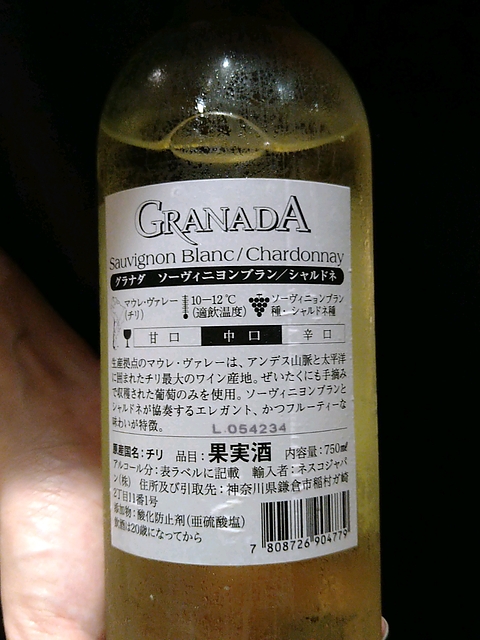 GRANADA
Sauvignon Blanc/Chardonnay
グラナダ ソーヴィニヨンブラン/シャルドネ
マウレ・ヴァレー 10−12℃ ソーヴィニョンブラン
(チリ) (適飲温度) 種・シャルドネ種
甘口 中口 辛口
生産拠点のマウレ・ヴァレーは、アンデス山脈と太平洋
に囲まれたチリ最大のワイン産地。ぜいたくにも手摘み
で収穫された葡萄のみを使用。ソーヴィニヨンブランと
シャルドネが協奏するエレガント、かつフルーティーな
味わいが特徴。
L.054234
原産国名:チリ 品目:果実酒 内容量:750㎖
アルコール分:表ラベルに記載 輸入者:ネスコジャパ
ン(株) 住所及び引取先:神奈川県鎌倉市稲村ガ崎
2丁目11番1号
添加物:酸化防止剤(亜硫酸塩)
飲酒は20歳になってから
7 808726 904779